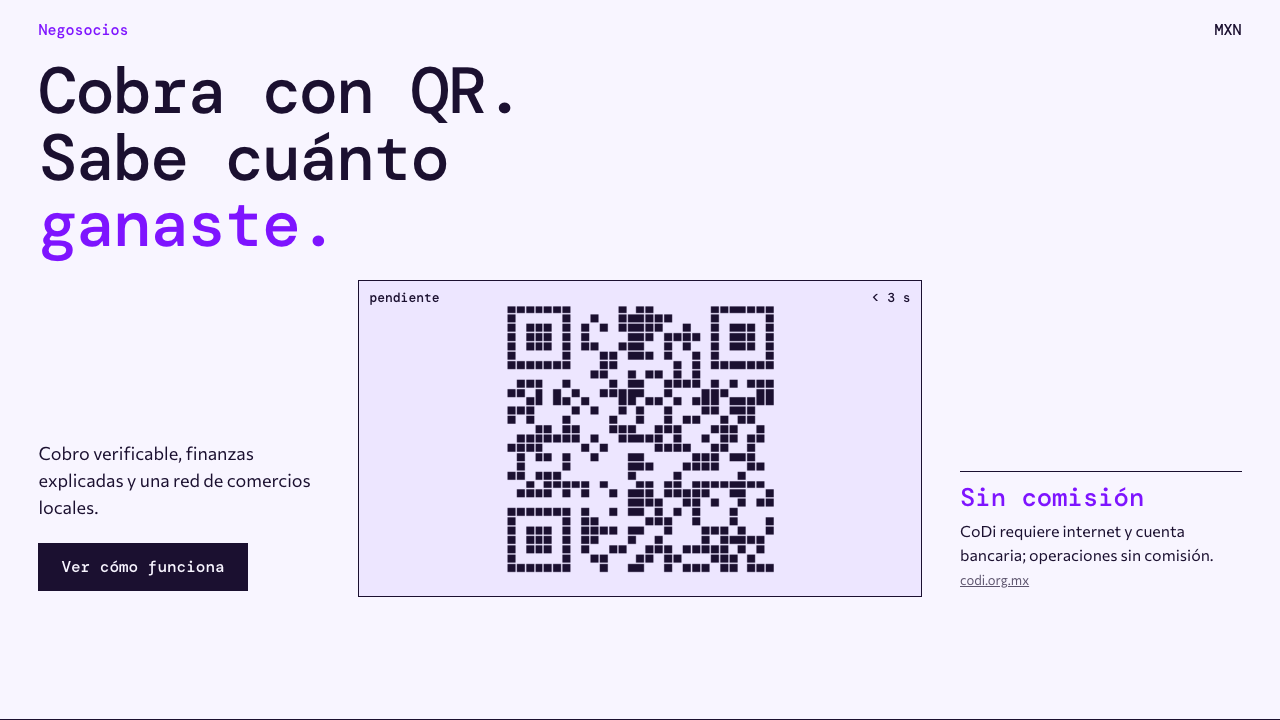 Negosocios
MXN
Cobra con QR.
Sabe cuánto
ganaste.
pendiente
< 3 s
Cobro verificable, finanzas
explicadas y una red de comercios
locales.
Ver cómo funciona
Sin comisión
CoDi requiere internet y cuenta
bancaria; operaciones sin comisión.
codi.org.mx